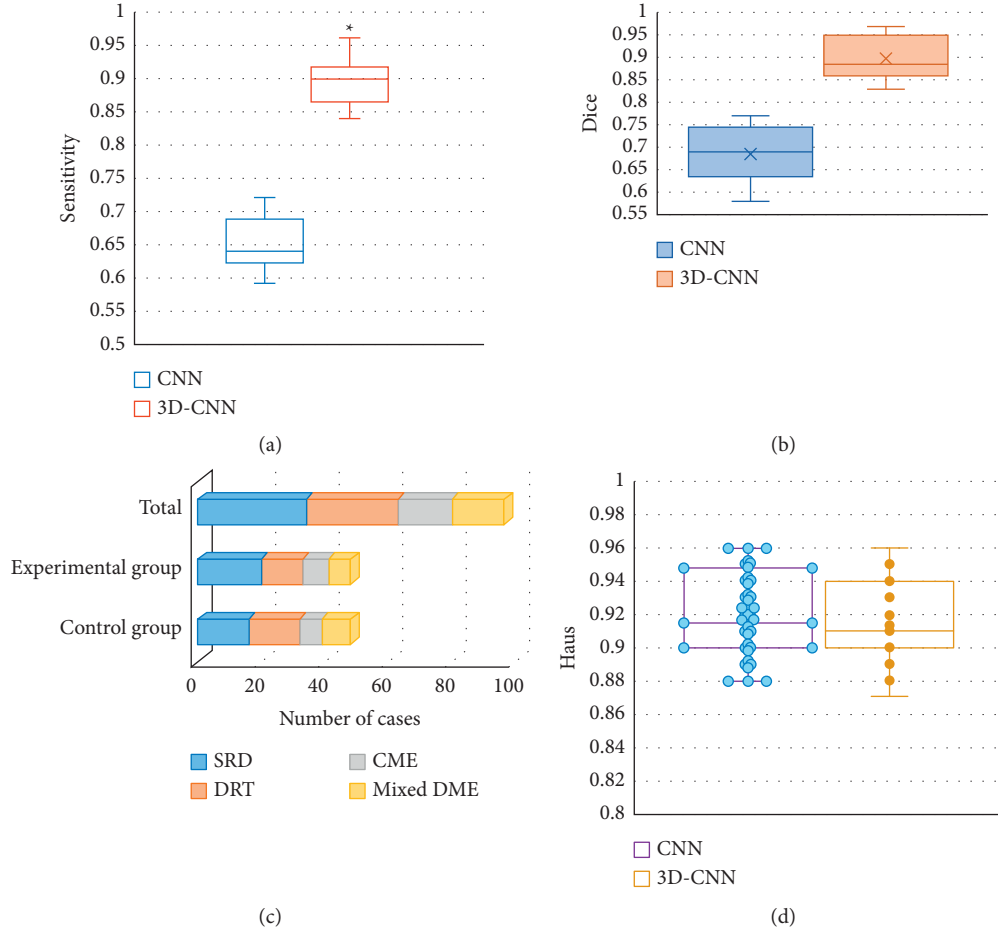 1
0.95
0.9
0.85
0.8
0.75
0.7
0.65
0.6
0.55
0.5
Sensitivity
*
CNN
3D-CNN
(a)
1
0.95
0.9
0.85
0.8
0.75
0.7
0.65
0.6
0.55
Dice
CNN
3D-CNN
(b)
Total
Experimental group
Control group
0 20 40 60 80 100
Number of cases
SRD CME
DRT Mixed DME
(c)
1
0.98
0.96
0.94
0.92
0.9
0.88
0.86
0.84
0.82
0.8
Haus
CNN
3D-CNN
(d)